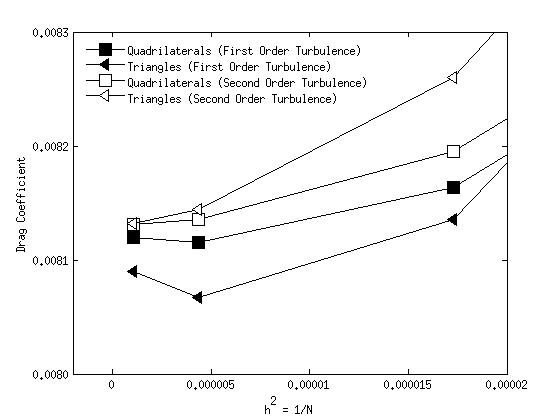 0.0083
Quadrilaterals (First Order Turbulence)
Triangles (First Order Turbulence)
Quadrilaterals (Second Order Turbulence)
Triangles (Second Order Turbulence)
0.0082
Drag Coefficient
0.0081
0.0080
0 0.000005 0.00001 0.000015 0.00002
h^2 = 1/N